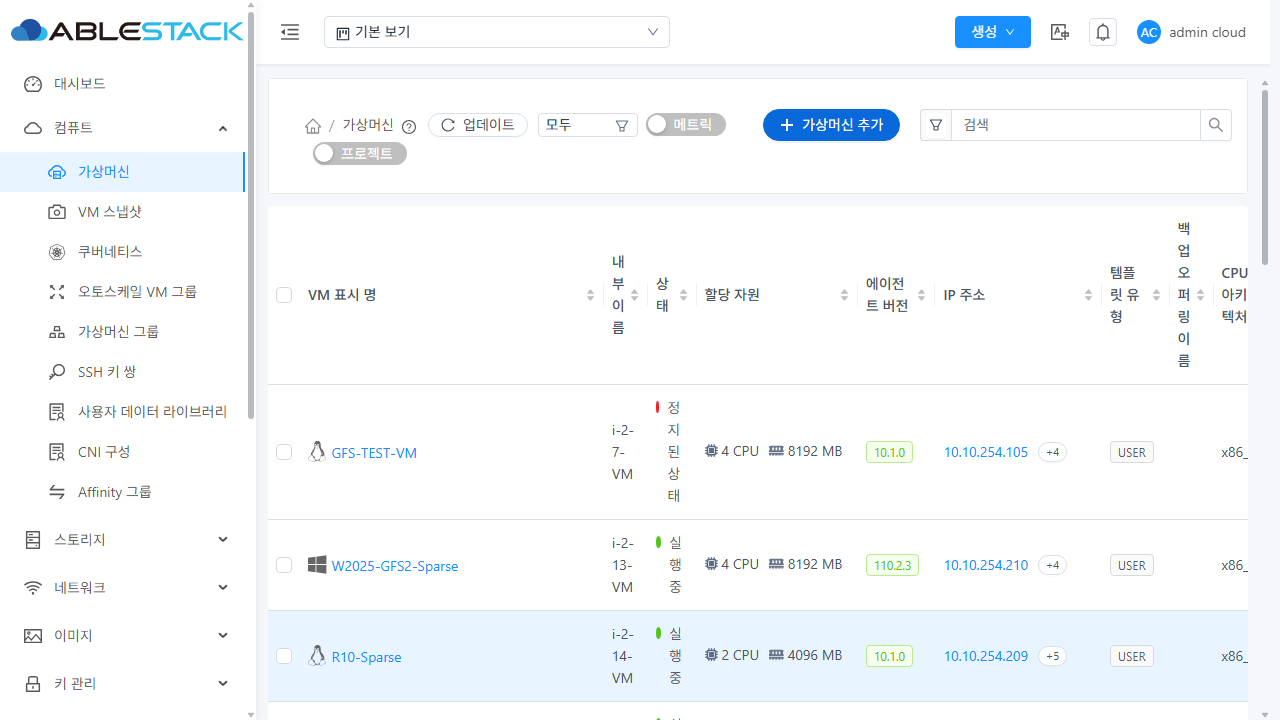 ABLESTACK
기본 보기
생성
AC admin cloud
대시보드
컴퓨트
가상머신
VM 스냅샷
쿠버네티스
오토스케일 VM 그룹
가상머신 그룹
SSH 키 쌍
사용자 데이터 라이브러리
CNI 구성
Affinity 그룹
스토리지
네트워크
이미지
키 관리
/ 가상머신 업데이트 모두 메트릭
프로젝트
가상머신 추가
검색
VM 표시 명
내부 이름
상태
할당 자원
에이전트 버전
IP 주소
템플릿 유형
백업 오퍼링 이름
CPU 아키텍처
GFS-TEST-VM i-2-7-VM 정지된 상태 4 CPU 8192 MB 10.1.0 10.10.254.105 +4 USER x86_
W2025-GFS2-Sparse i-2-13-VM 실행 중 4 CPU 8192 MB 110.2.3 10.10.254.210 +4 USER x86_
R10-Sparse i-2-14-VM 실행 중 2 CPU 4096 MB 10.1.0 10.10.254.209 +5 USER x86_